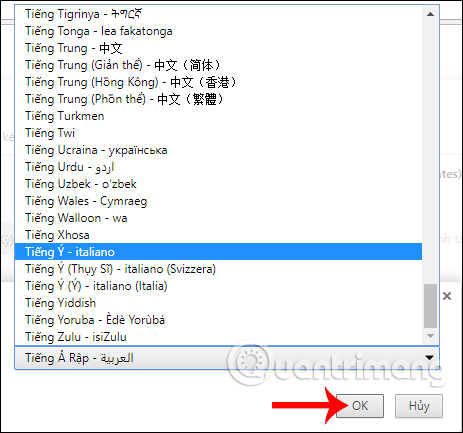 Tiếng Tigrinya - ትግርኛ
Tiếng Tonga - lea fakatonga
Tiếng Trung - 中文
Tiếng Trung (Giản thể) - 中文（简体）
Tiếng Trung (Hồng Kông) - 中文（香港）
Tiếng Trung (Phồn thể) - 中文（繁體）
Tiếng Turkmen
Tiếng Twi
Tiếng Ucraina - українська
Tiếng Urdu - اردو
Tiếng Uzbek - o'zbek
Tiếng Wales - Cymraeg
Tiếng Walloon - wa
Tiếng Xhosa
Tiếng Ý - italiano
Tiếng Ý (Thụy Sĩ) - italiano (Svizzera)
Tiếng Ý (Ý) - italiano (Italia)
Tiếng Yiddish
Tiếng Yoruba - Èdè Yorùbá
Tiếng Zulu - isiZulu
Tiếng Ả Rập - العربية
Quantrimang
OK Hủy